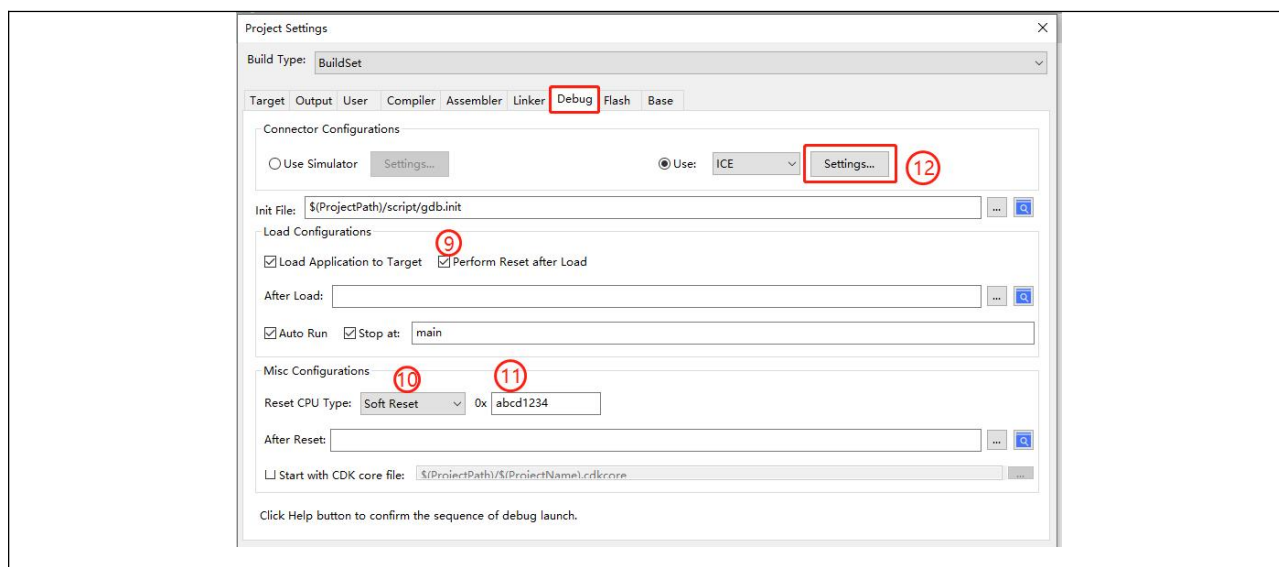 Project Settings
Build Type: BuildSet
Target Output User Compiler Assembler Linker Debug Flash Base
Connector Configurations
Use Simulator Settings... Use: ICE Settings... 12
Init File: $(ProjectPath)/script/gdb.init ...
Load Configurations
9
Load Application to Target Perform Reset after Load
After Load: ...
Auto Run Stop at: main
Misc Configurations
10 11
Reset CPU Type: Soft Reset 0x abcd1234
After Reset: ...
Start with CDK core file: $(ProjectPath)/$(ProjectName).cdkcore ...
Click Help button to confirm the sequence of debug launch.